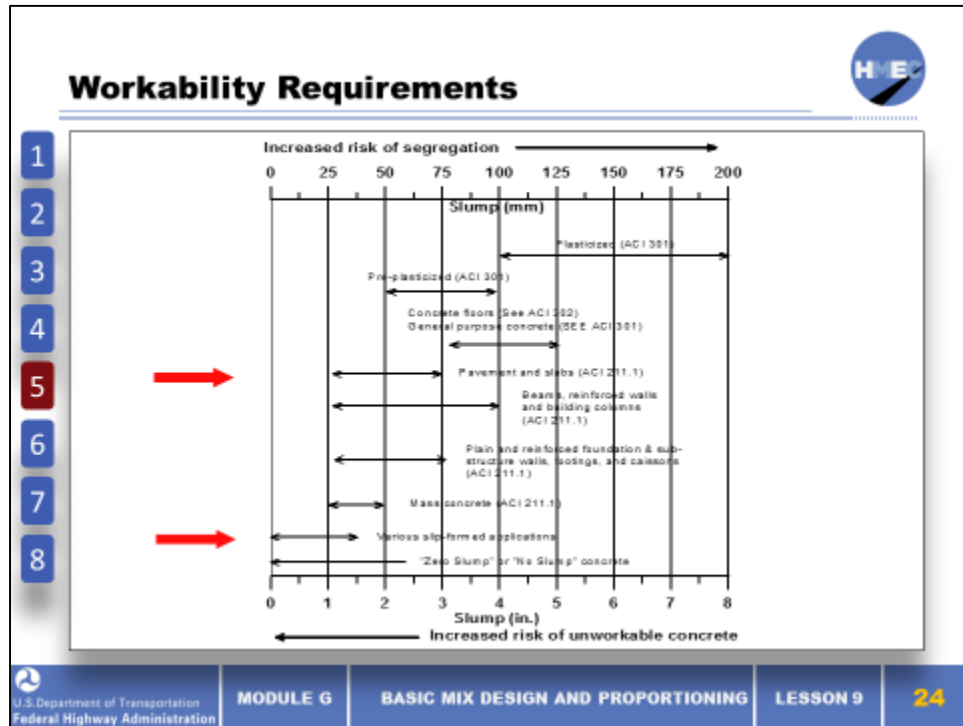 Workability Requirements
HMEC
1
2
3
4
5
6
7
8
Increased risk of segregation
0 25 50 75 100 125 150 175 200
Slump (mm)
Plasticized (ACI 301)
Pre-plasticized (ACI 301)
Concrete floors (See ACI 302)
General purpose concrete (SEE ACI 301)
Pavement and slabs (ACI 211.1)
Beams, reinforced walls
and building columns
(ACI 211.1)
Plain and reinforced foundation & sub-
structure walls, footings, and caissons
(ACI 211.1)
Mass concrete (ACI 211.1)
Various slip-formed applications
"Zero Slump" or "No Slump" concrete
0 1 2 3 4 5 6 7 8
Slump (in.)
Increased risk of unworkable concrete
U.S.Department of Transportation
Federal Highway Administration
MODULE G
BASIC MIX DESIGN AND PROPORTIONING
LESSON 9
24